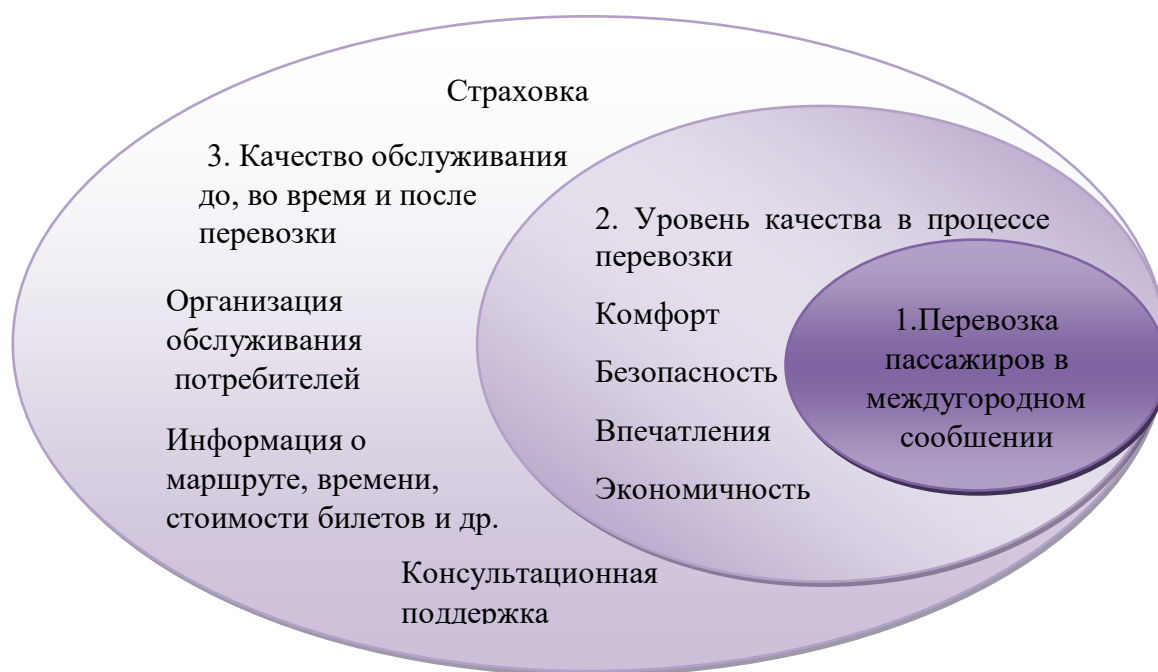 Страховка
3. Качество обслуживания
до, во время и после
перевозки
Организация
обслуживания
потребителей
Информация о
маршруте, времени,
стоимости билетов и др.
Консультационная
поддержка
2. Уровень качества в процессе
перевозки
Комфорт
Безопасность
Впечатления
Экономичность
1.Перевозка
пассажиров в
междугородном
сообшении